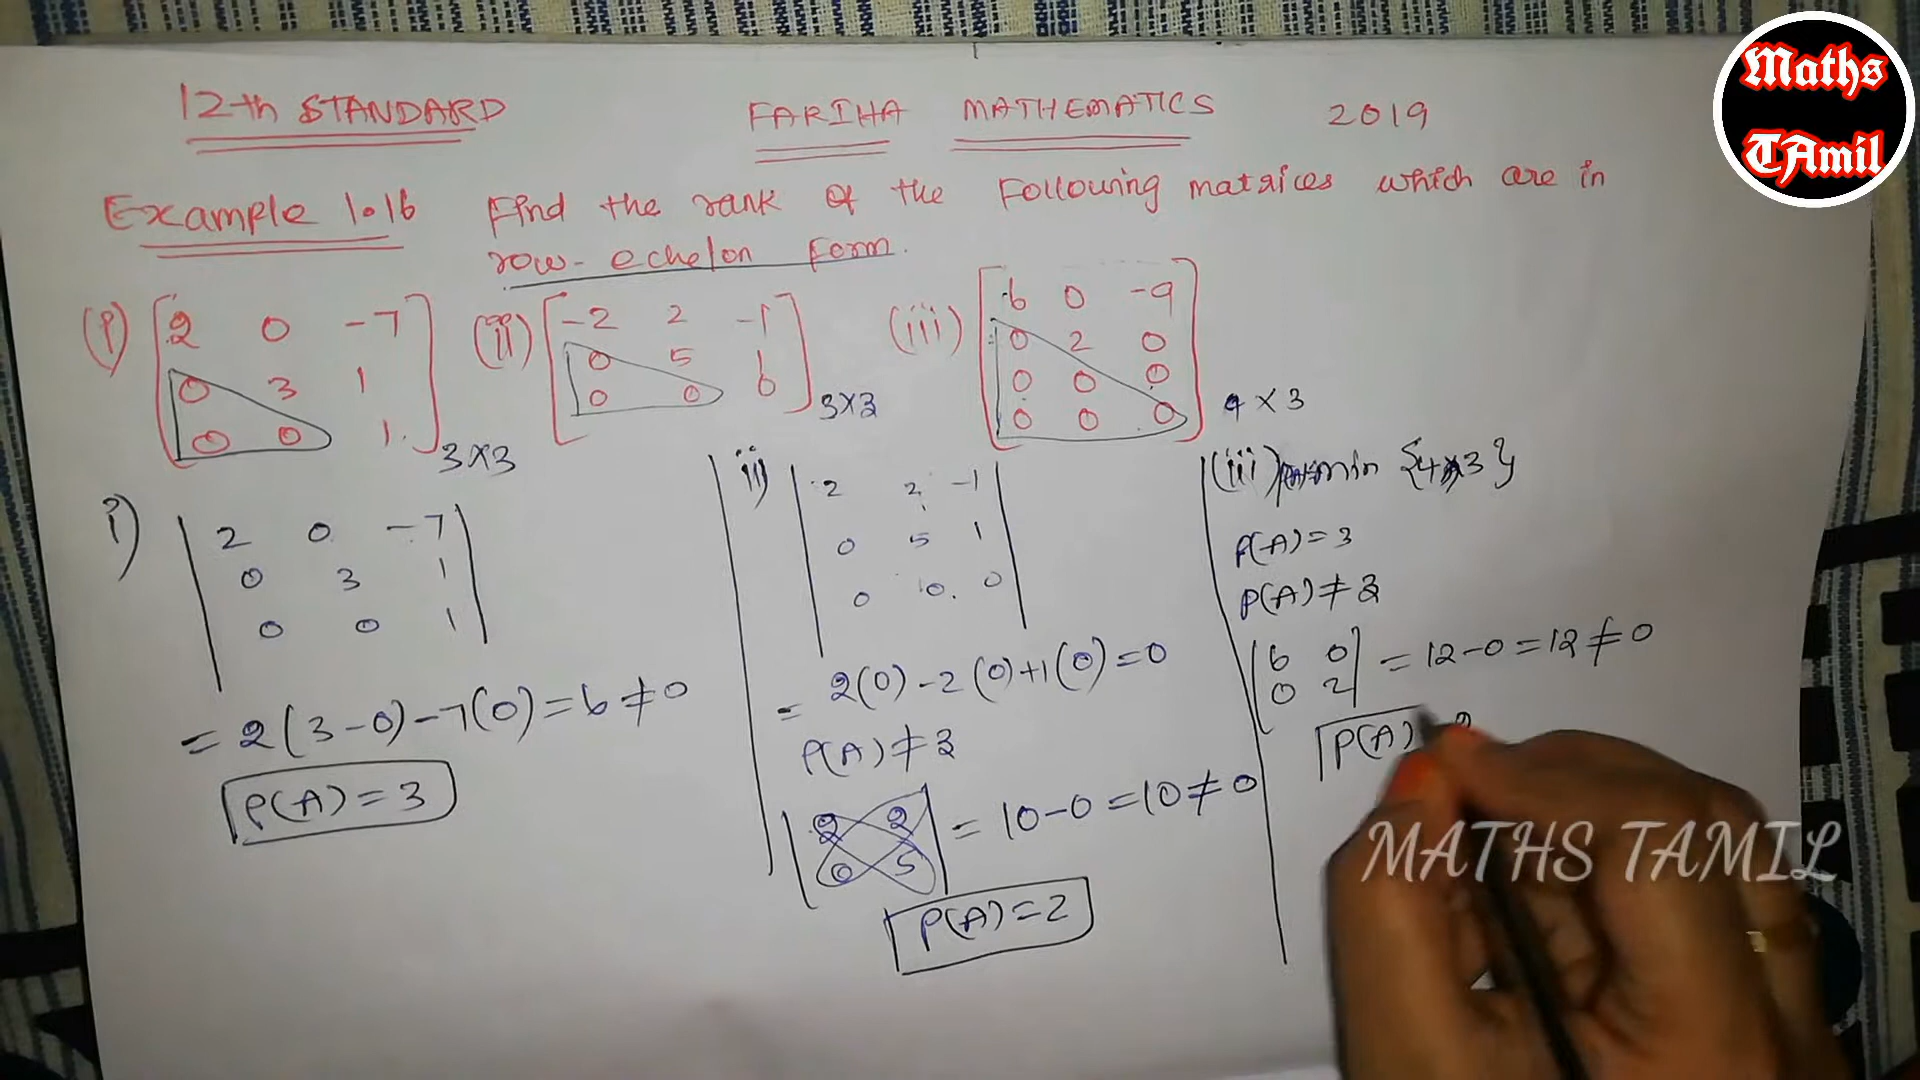 Maths
TAmil
12th STANDARD FARIHA MATHEMATICS 2019
Example 1.16 Find the rank of the Following matrices which are in
row-echelon form.
(i) [2 0 -7 (ii) [-2 2 -1] (iii) [6 0 -9
0 3 1 0 5 6 0 2 0
0 0 1] 3×3 0 0 3×3 0 0 0
0 0 0] 4×3
i) |2 0 -7|
0 3 1
0 0 1
= 2(3-0)-7(0)=6≠0
ρ(A)=3
ii) |2 2 -1|
0 5 1
0 0 0
= 2(0)-2(0)+1(0)=0
ρ(A)≠3
|2 2| = 10-0=10≠0
0 5
ρ(A)=2
(iii) min {4×3}
ρ(A)=3
ρ(A)≠3
|6 0| = 12-0=12≠0
0 2
ρ(A)
MATHS TAMIL